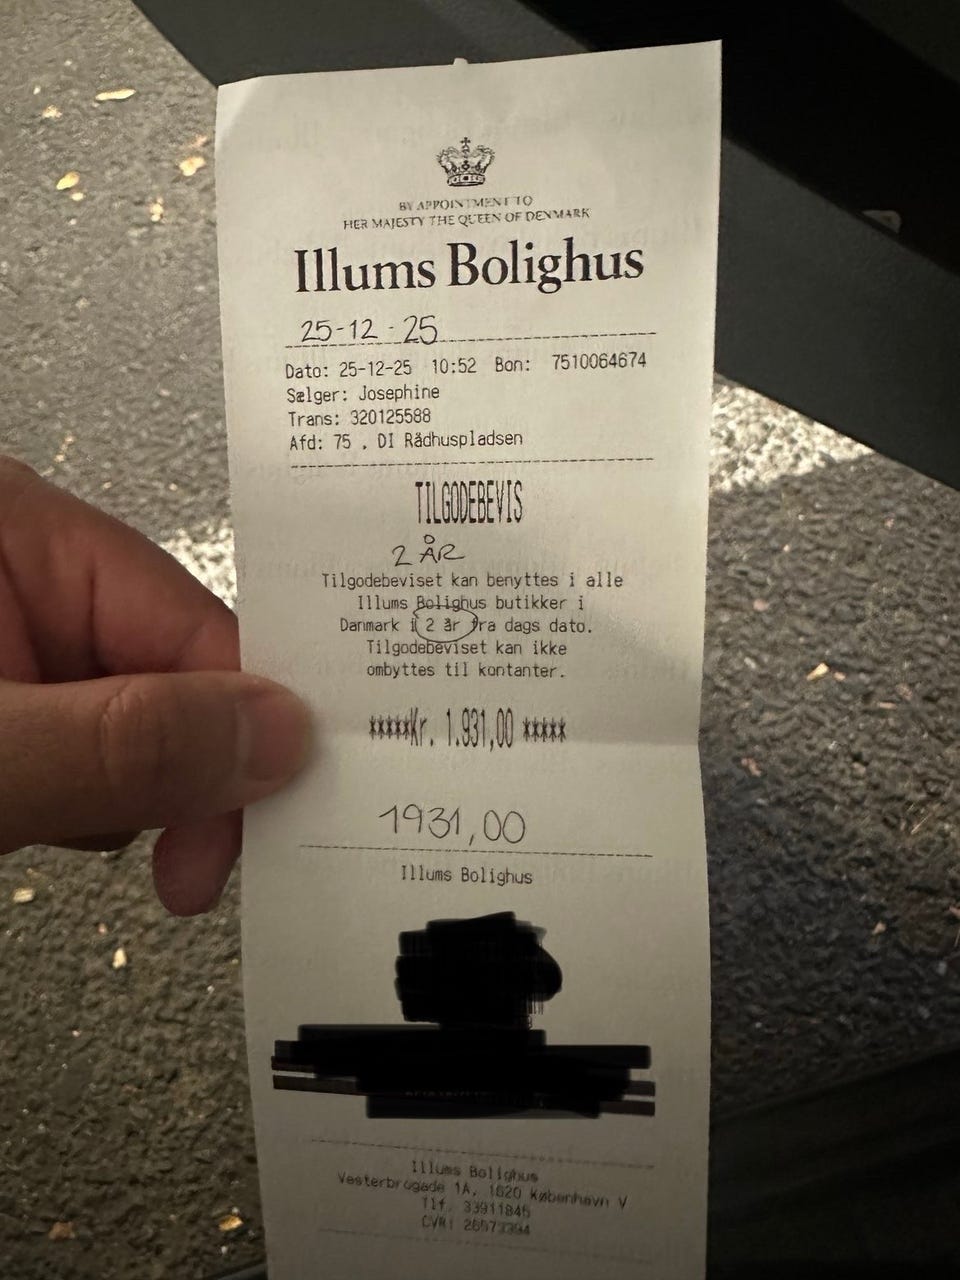 BY APPOINTMENT TO
HER MAJESTY THE QUEEN OF DENMARK
Illums Bolighus
25-12-25
Dato: 25-12-25 10:52 Bon: 7510064674
Sælger: Josephine
Trans: 320125588
Afd: 75 , DI Rådhuspladsen
TILGODEBEVIS
2 ÅR
Tilgodebeviset kan benyttes i alle
Illums Bolighus butikker i
Danmark i 2 år fra dags dato.
Tilgodebeviset kan ikke
ombyttes til kontanter.
*****Kr. 1.931,00 *****
1931,00
Illums Bolighus
Illums Bolighus
Vesterbrogade 1A, 1620 København V
Tlf. 33911845
CVR: